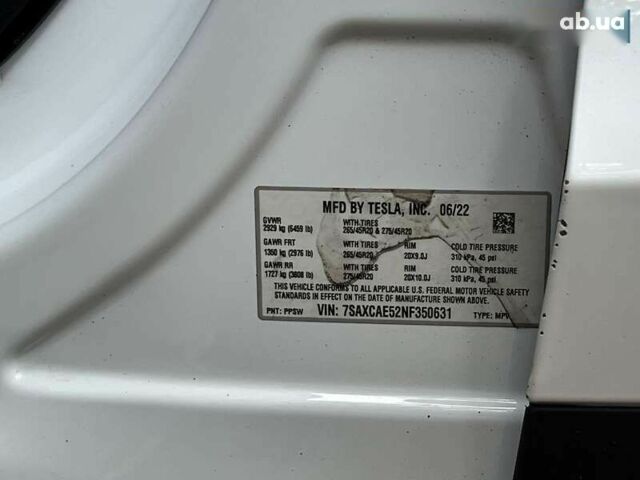 ab.ua
MFD BY TESLA, INC. 06/22
GVWR WITH TIRES
2929 kg (6459 lb) 265/45R20 & 275/45R20
GAWR FRT WITH TIRES RIM COLD TIRE PRESSURE
1350 kg (2976 lb) 265/45R20 20X9.0J 310 kPa, 45 psi
GAWR RR WITH TIRES RIM COLD TIRE PRESSURE
1727 kg (3808 lb) 275/45R20 20X10.0J 310 kPa, 45 psi
THIS VEHICLE CONFORMS TO ALL APPLICABLE U.S. FEDERAL MOTOR VEHICLE SAFETY
STANDARDS IN EFFECT ON THE DATE OF MANUFACTURE SHOWN ABOVE.
PNT: PPSW VIN: 7SAXCAE52NF350631 TYPE: MPV